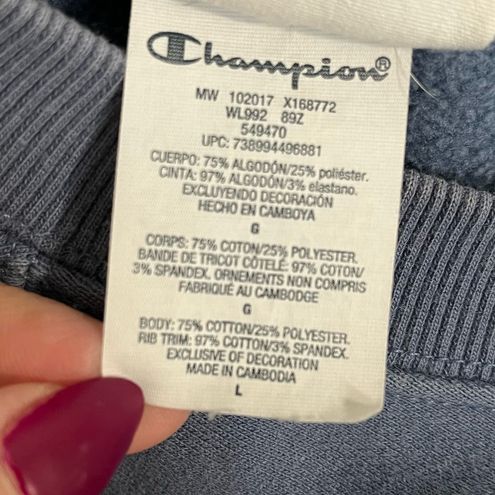 Champion®
MW 102017 X168772
WL992 89Z
549470
UPC: 738994496881
CUERPO: 75% ALGODÓN/25% poliéster.
CINTA: 97% ALGODÓN/3% elastano.
EXCLUYENDO DECORACIÓN
HECHO EN CAMBOYA
G
CORPS: 75% COTON/25% POLYESTER.
BANDE DE TRICOT CÔTELÉ: 97% COTON/
3% SPANDEX. ORNEMENTS NON COMPRIS
FABRIQUÉ AU CAMBODGE
G
BODY: 75% COTTON/25% POLYESTER.
RIB TRIM: 97% COTTON/3% SPANDEX.
EXCLUSIVE OF DECORATION
MADE IN CAMBODIA
L